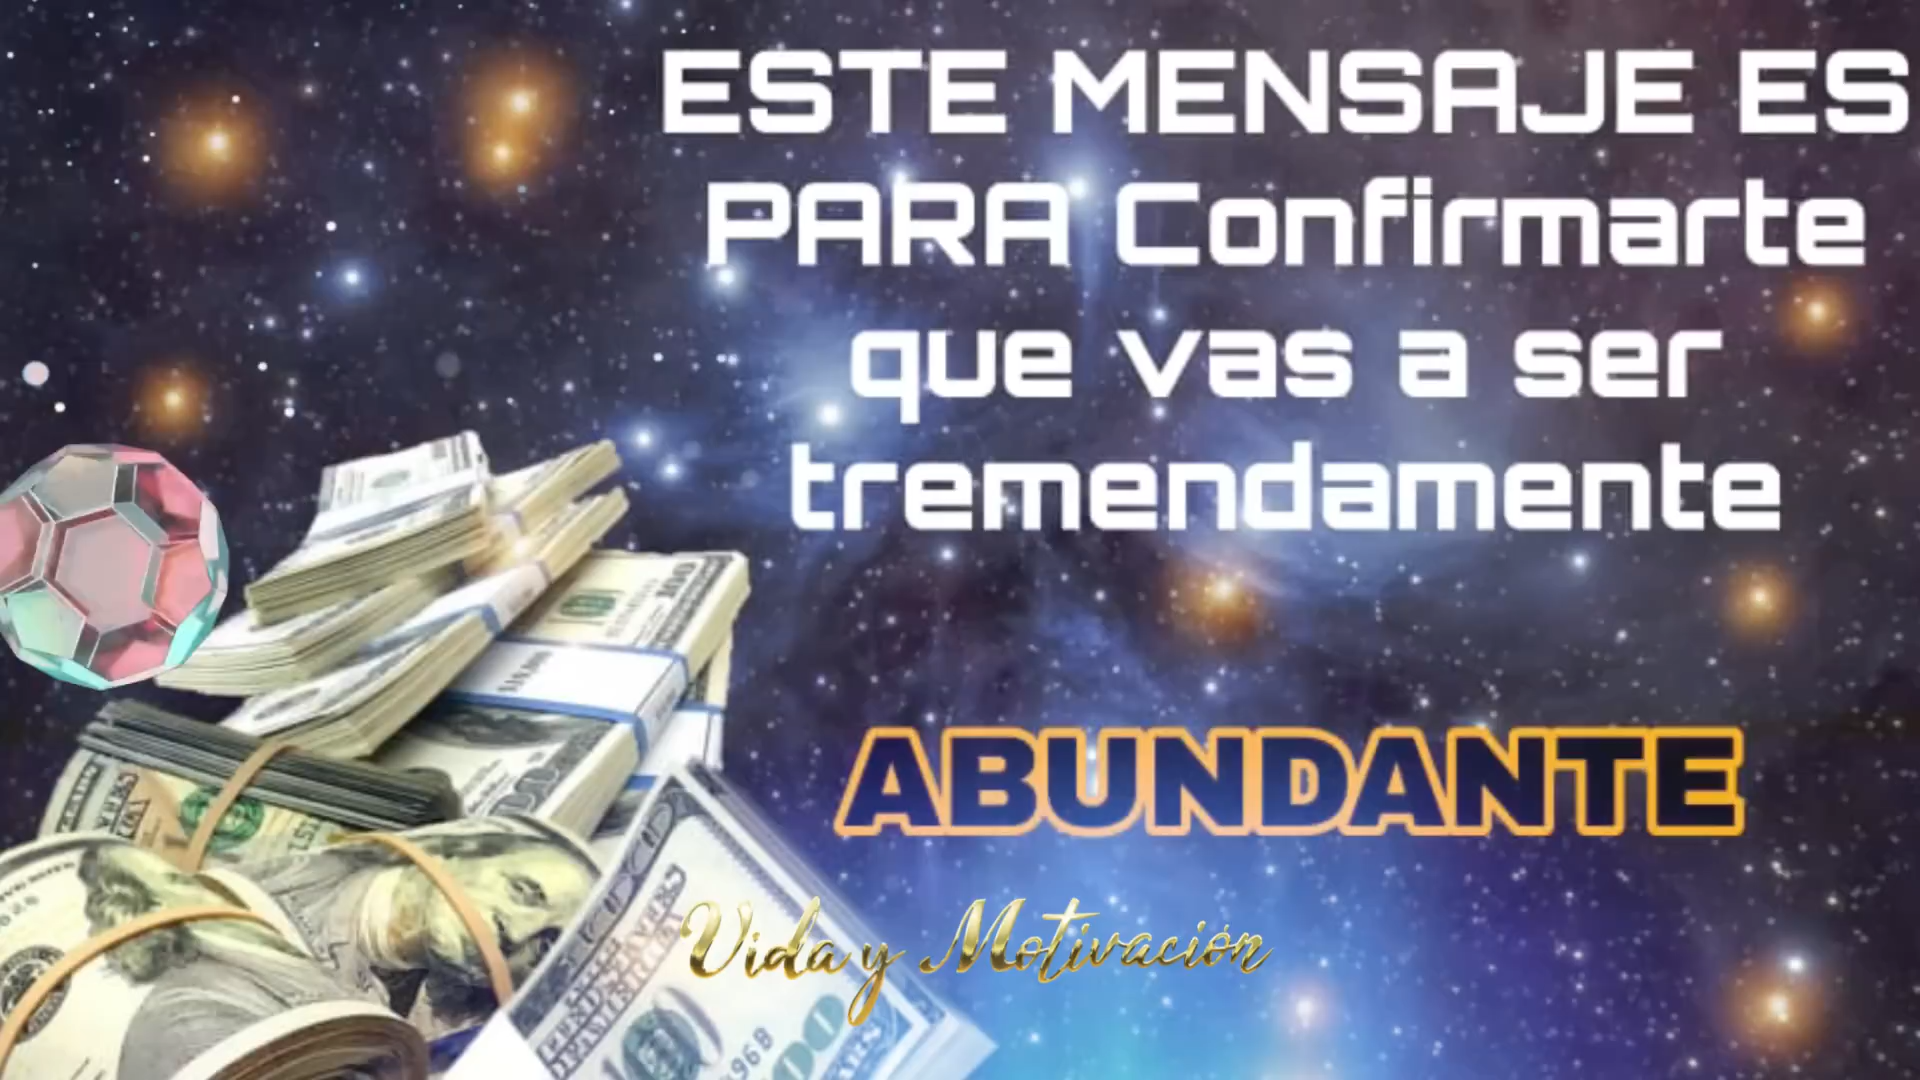 ESTE MENSAJE ES
PARA Confirmarte
que vas a ser
tremendamente
ABUNDANTE
Vida y Motivación